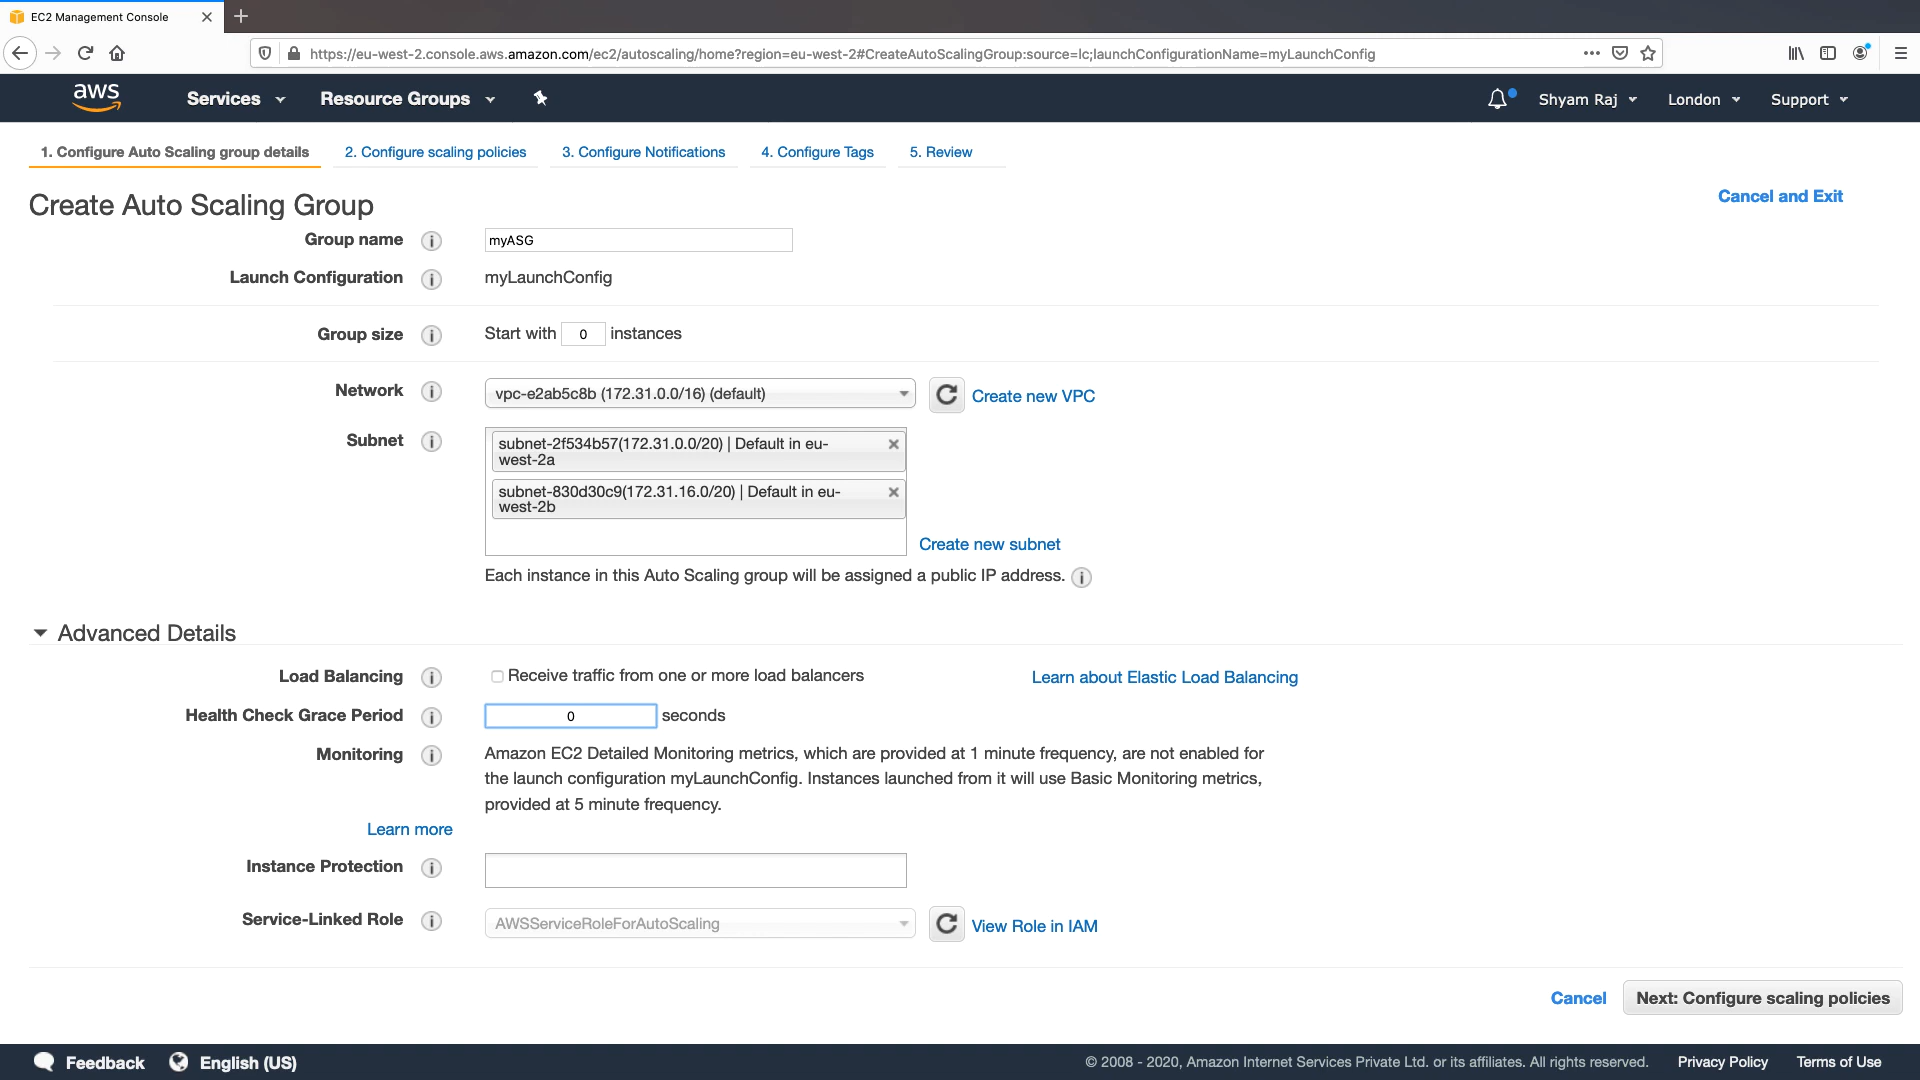 EC2 Management Console
https://eu-west-2.console.aws.amazon.com/ec2/autoscaling/home?region=eu-west-2#CreateAutoScalingGroup:source=lc;launchConfigurationName=myLaunchConfig
aws Services Resource Groups Shyam Raj London Support
1. Configure Auto Scaling group details 2. Configure scaling policies 3. Configure Notifications 4. Configure Tags 5. Review
Create Auto Scaling Group
Cancel and Exit
Group name i myASG
Launch Configuration i myLaunchConfig
Group size i Start with 0 instances
Network i vpc-e2ab5c8b (172.31.0.0/16) (default) Create new VPC
Subnet i subnet-2f534b57(172.31.0.0/20) | Default in eu-
west-2a
subnet-830d30c9(172.31.16.0/20) | Default in eu-
west-2b
Create new subnet
Each instance in this Auto Scaling group will be assigned a public IP address. i
Advanced Details
Load Balancing i Receive traffic from one or more load balancers Learn about Elastic Load Balancing
Health Check Grace Period i 0 seconds
Monitoring i Amazon EC2 Detailed Monitoring metrics, which are provided at 1 minute frequency, are not enabled for
the launch configuration myLaunchConfig. Instances launched from it will use Basic Monitoring metrics,
provided at 5 minute frequency.
Learn more
Instance Protection i
Service-Linked Role i AWSServiceRoleForAutoScaling View Role in IAM
Cancel Next: Configure scaling policies
Feedback English (US) © 2008 - 2020, Amazon Internet Services Private Ltd. or its affiliates. All rights reserved. Privacy Policy Terms of Use